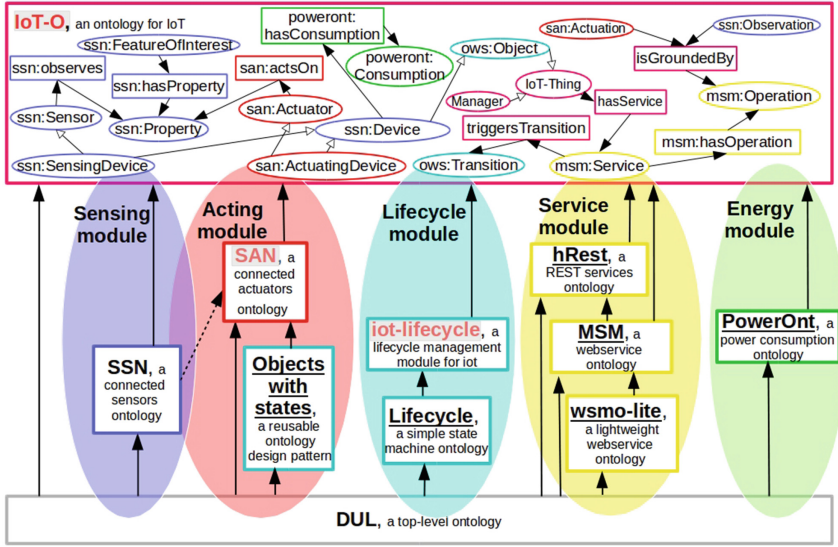 IoT-O, an ontology for IoT
poweront:
hasConsumption
san:Actuation
ssn:Observation
ssn:FeatureOfInterest
ows:Object
ssn:observes
san:actsOn
poweront:
Consumption
isGroundedBy
ssn:hasProperty
IoT-Thing
san:Actuator
Manager
hasService
msm:Operation
ssn:Sensor
ssn:Property
ssn:Device
triggersTransition
msm:hasOperation
ssn:SensingDevice
san:ActuatingDevice
ows:Transition
msm:Service
Sensing
module
Acting
module
Lifecycle
module
Service
module
Energy
module
SAN, a
connected
actuators
ontology
hRest, a
REST services
ontology
iot-lifecycle, a
lifecycle management
module for iot
MSM, a
webservice
ontology
PowerOnt, a
power consumption
ontology
SSN, a
connected
sensors
ontology
Objects
with
states,
a reusable
ontology
design pattern
Lifecycle,
a simple state
machine ontology
wsmo-lite,
a lightweight
webservice
ontology
DUL, a top-level ontology